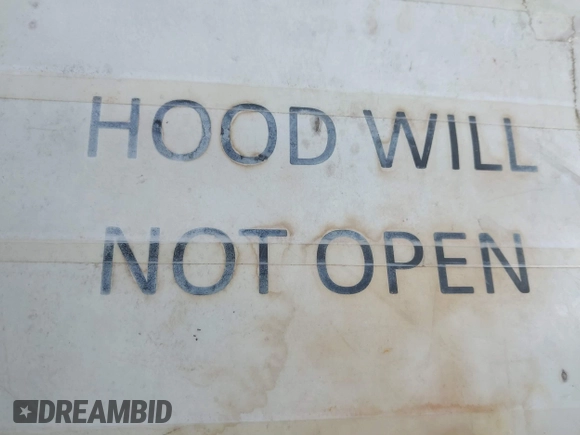 HOOD WILL
NOT OPEN
DREAMBID